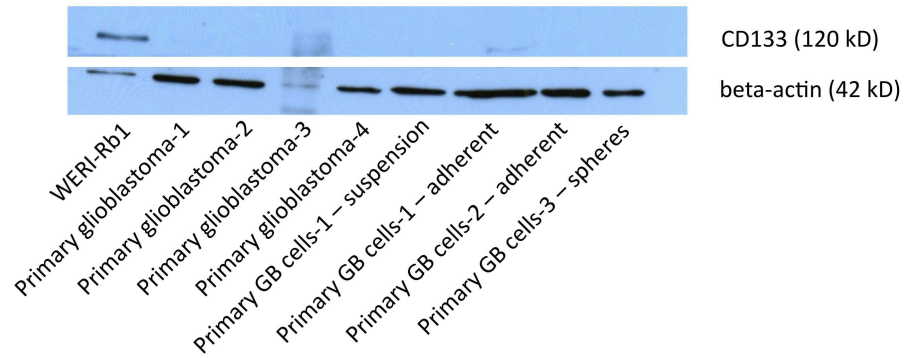 CD133 (120 kD)
beta-actin (42 kD)
WERI-Rb1
Primary glioblastoma-1
Primary glioblastoma-2
Primary glioblastoma-3
Primary glioblastoma-4
Primary GB cells-1 – suspension
Primary GB cells-1 – adherent
Primary GB cells-2 – adherent
Primary GB cells-3 – spheres